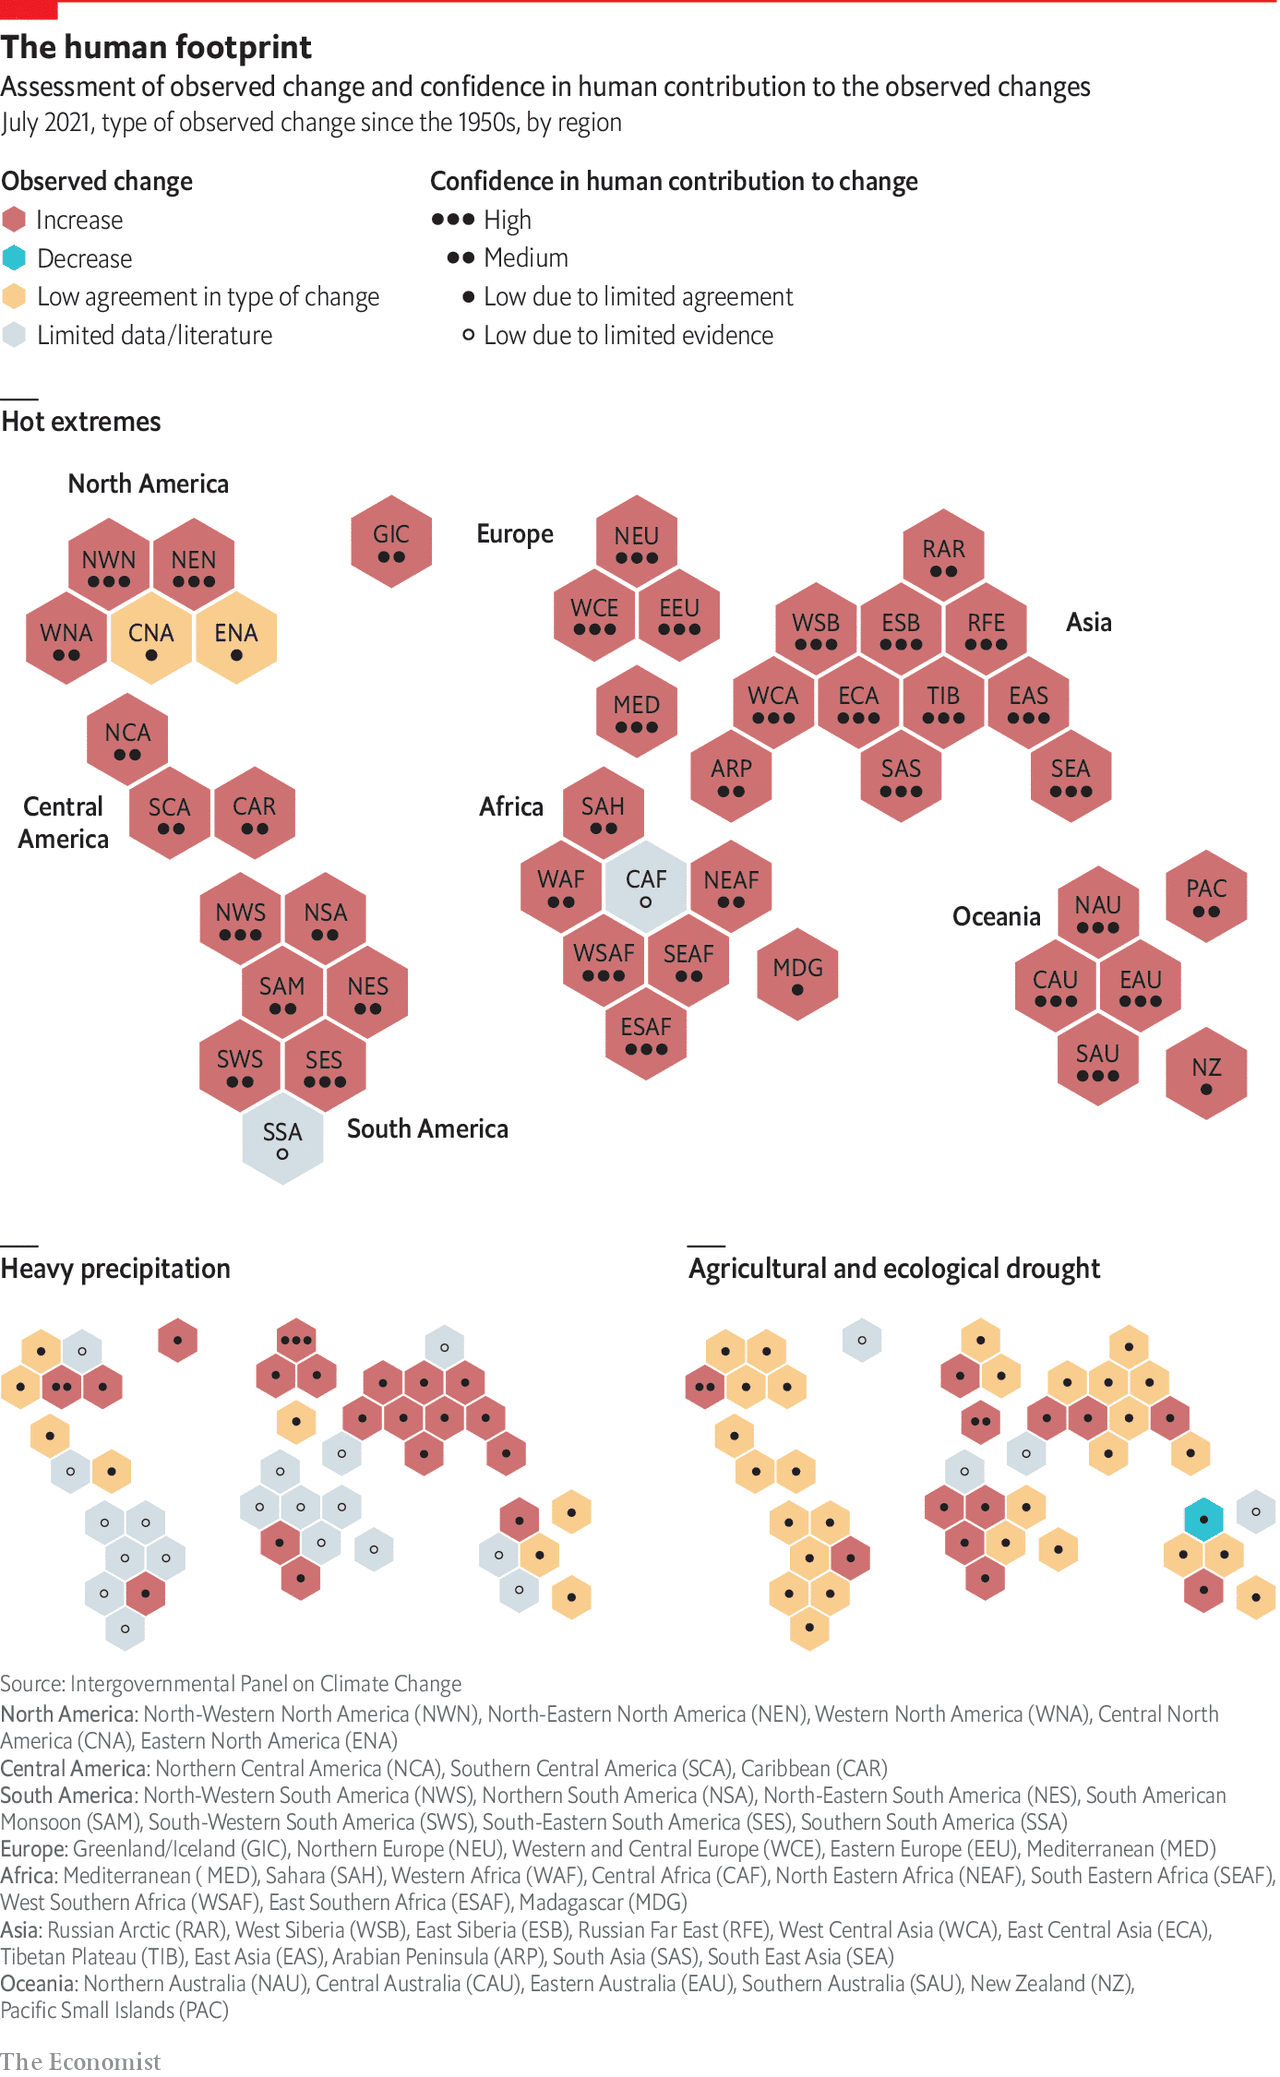 The human footprint
Assessment of observed change and confidence in human contribution to the observed changes
July 2021, type of observed change since the 1950s, by region
Observed change
Increase
Decrease
Low agreement in type of change
Limited data/literature
Confidence in human contribution to change
High
Medium
Low due to limited agreement
Low due to limited evidence
Hot extremes
North America
NWN
NEN
WNA
CNA
ENA
GIC
NCA
Central
America
SCA
CAR
NWS
NSA
SAM
NES
SWS
SES
SSA
South America
Europe
NEU
WCE
EEU
MED
Africa
SAH
WAF
CAF
NEAF
WSAF
SEAF
MDG
ESAF
RAR
Asia
WSB
ESB
RFE
WCA
ECA
TIB
EAS
ARP
SAS
SEA
Oceania
NAU
PAC
CAU
EAU
SAU
NZ
Heavy precipitation
Agricultural and ecological drought
Source: Intergovernmental Panel on Climate Change
North America: North-Western North America (NWN), North-Eastern North America (NEN), Western North America (WNA), Central North
America (CNA), Eastern North America (ENA)
Central America: Northern Central America (NCA), Southern Central America (SCA), Caribbean (CAR)
South America: North-Western South America (NWS), Northern South America (NSA), North-Eastern South America (NES), South American
Monsoon (SAM), South-Western South America (SWS), South-Eastern South America (SES), Southern South America (SSA)
Europe: Greenland/Iceland (GIC), Northern Europe (NEU), Western and Central Europe (WCE), Eastern Europe (EEU), Mediterranean (MED)
Africa: Mediterranean ( MED), Sahara (SAH), Western Africa (WAF), Central Africa (CAF), North Eastern Africa (NEAF), South Eastern Africa (SEAF),
West Southern Africa (WSAF), East Southern Africa (ESAF), Madagascar (MDG)
Asia: Russian Arctic (RAR), West Siberia (WSB), East Siberia (ESB), Russian Far East (RFE), West Central Asia (WCA), East Central Asia (ECA),
Tibetan Plateau (TIB), East Asia (EAS), Arabian Peninsula (ARP), South Asia (SAS), South East Asia (SEA)
Oceania: Northern Australia (NAU), Central Australia (CAU), Eastern Australia (EAU), Southern Australia (SAU), New Zealand (NZ),
Pacific Small Islands (PAC)
The Economist